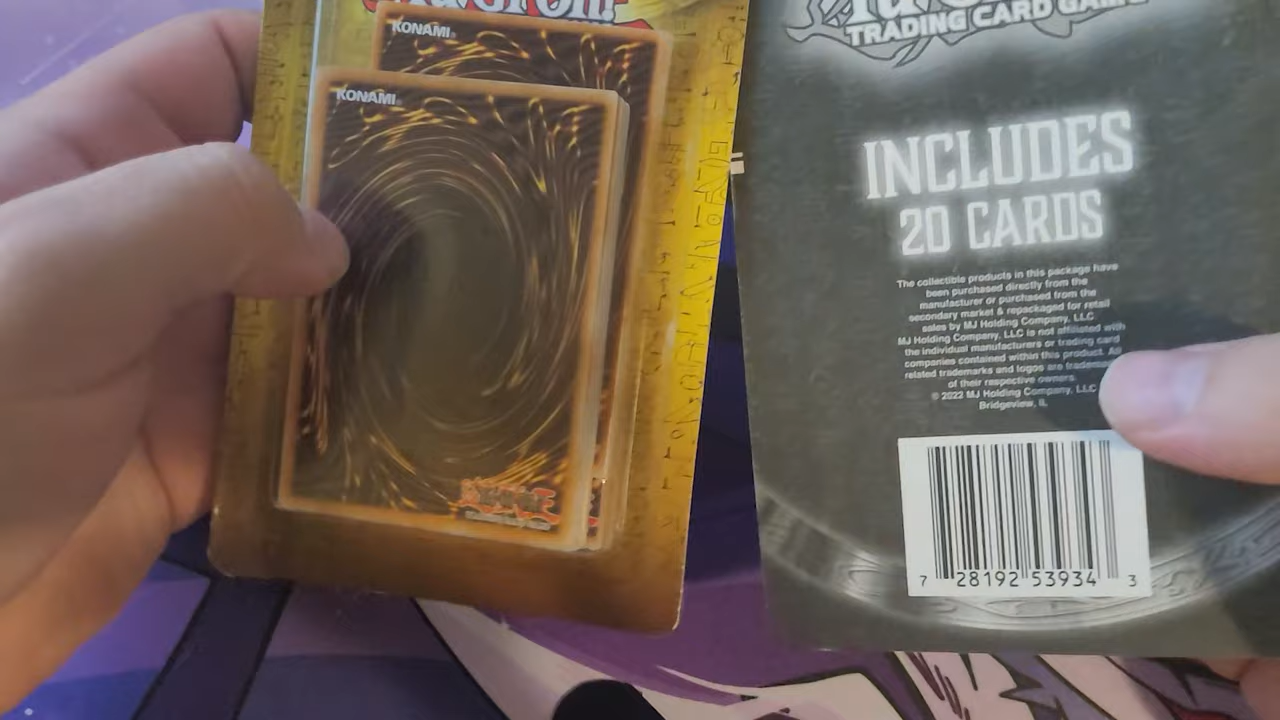 Yu-Gi-Oh!
KONAMI
KONAMI
TRADING CARD GAME
INCLUDES
20 CARDS
The collectible products in this package have
been purchased directly from the
manufacturer or purchased from the
secondary market & repackaged for retail
sales by MJ Holding Company, LLC.
MJ Holding Company, LLC is not affiliated with
the individual manufacturers or trading card
companies contained within this product. All
related trademarks and logos are trademarks
of their respective owners.
© 2022 MJ Holding Company, LLC
Bridgeview, IL
7 28192 53934 3